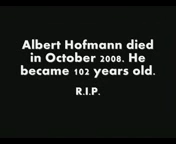 Albert Hofmann died
in October 2008. He
became 102 years old.
R.I.P.